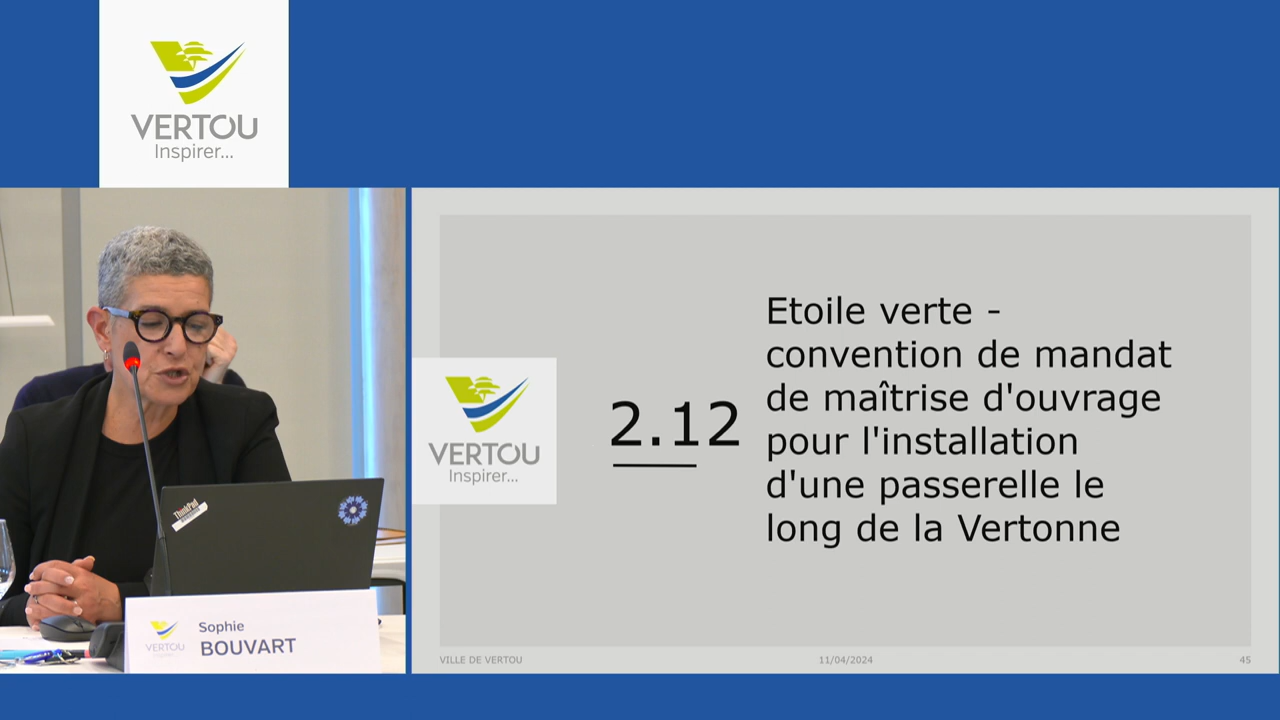 VERTOU
Inspirer...
ThinkPad
VERTOU
Sophie
BOUVART
VERTOU
Inspirer...
2.12
Etoile verte -
convention de mandat
de maîtrise d'ouvrage
pour l'installation
d'une passerelle le
long de la Vertonne
VILLE DE VERTOU
11/04/2024
45